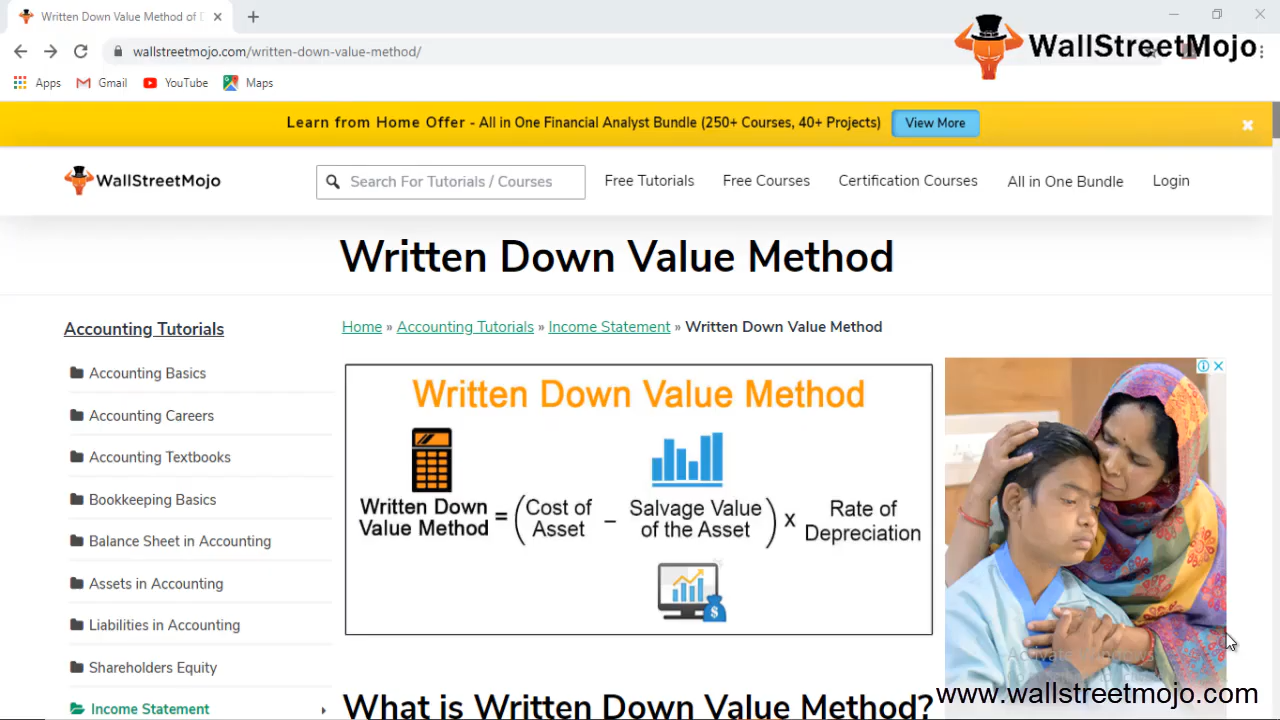 Written Down Value Method of
wallstreetmojo.com/written-down-value-method/
WallStreetMojo
Apps Gmail YouTube Maps
Learn from Home Offer - All in One Financial Analyst Bundle (250+ Courses, 40+ Projects) View More
WallStreetMojo
Search For Tutorials / Courses
Free Tutorials Free Courses Certification Courses All in One Bundle Login
Written Down Value Method
Accounting Tutorials
Home » Accounting Tutorials » Income Statement » Written Down Value Method
Accounting Basics
Accounting Careers
Accounting Textbooks
Bookkeeping Basics
Balance Sheet in Accounting
Assets in Accounting
Liabilities in Accounting
Shareholders Equity
Income Statement
Written Down Value Method
Written Down Value Method = ( Cost of Asset – Salvage Value of the Asset ) x Rate of Depreciation
$
What is Written Down Value Method?
www.wallstreetmojo.com